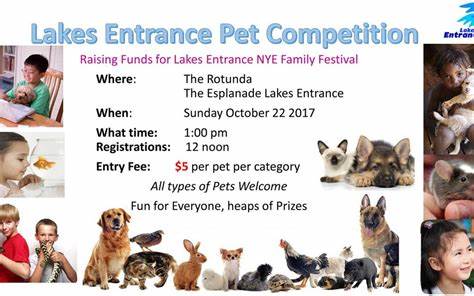 Lakes Entrance Pet Competition
Raising Funds for Lakes Entrance NYE Family Festival
Where: The Rotunda
The Esplanade Lakes Entrance
When: Sunday October 22 2017
What time: 1:00 pm
Registrations: 12 noon
Entry Fee: $5 per pet per category
All types of Pets Welcome
Fun for Everyone, heaps of Prizes